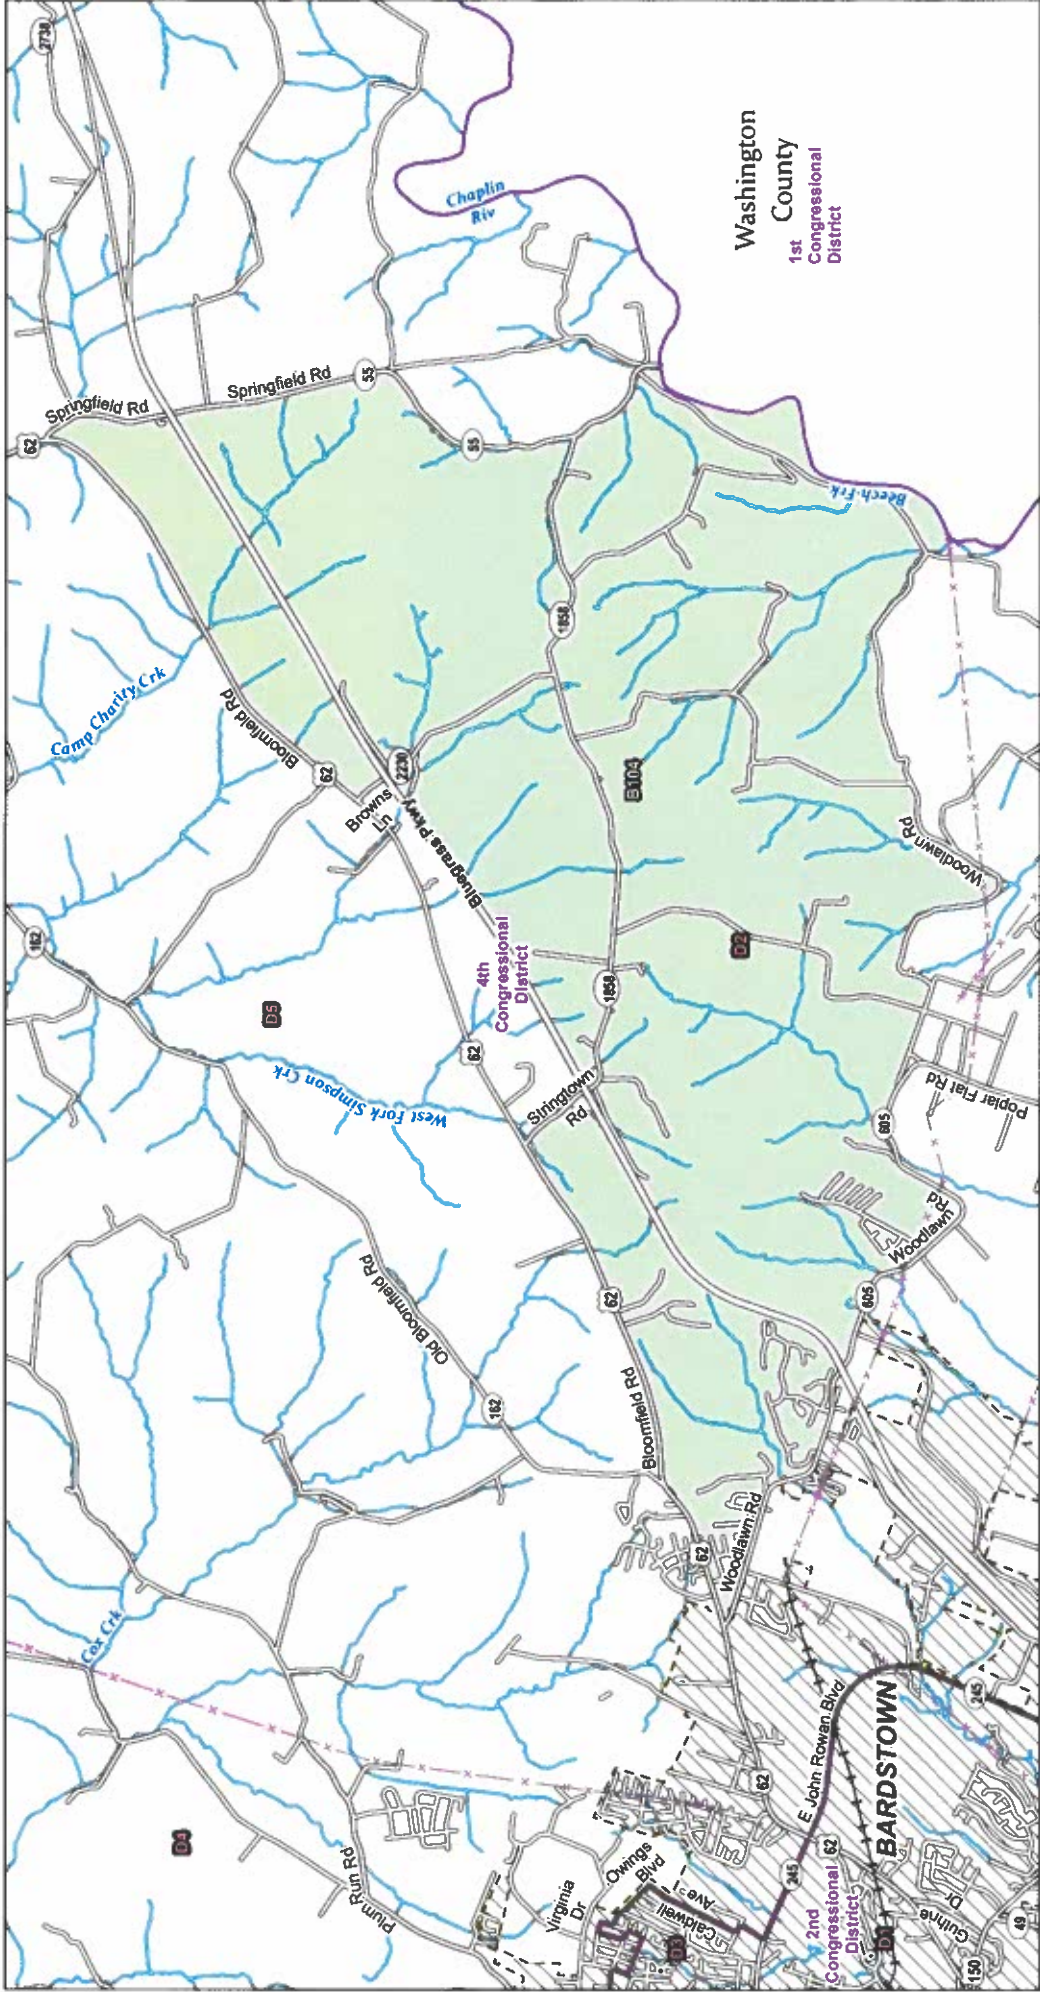 2738
62
Springfield Rd
Springfield Rd
55
55
Chaplin
Riv
Washington
County
1st
Congressional
District
Camp Charity Crk
Bloomfield Rd
62
Browns
Ln
2230
Bluegrass Pkwy
1858
Beech Frk
B104
Woodlawn Rd
162
D5
4th
Congressional
District
62
1858
D2
West Fork Simpson Crk
Stringtown
Rd
605
Poplar Flat Rd
Woodlawn
Rd
Old Bloomfield Rd
62
605
162
Bloomfield Rd
62
Woodlawn Rd
Cox Crk
D4
Plum Run Rd
62
E John Rowan Blvd
245
BARDSTOWN
Owings
Blvd
Virginia
Dr
Caldwell
Ave
245
62
2nd
Congressional
District
D3
D1
Guthrie
Dr
49
150